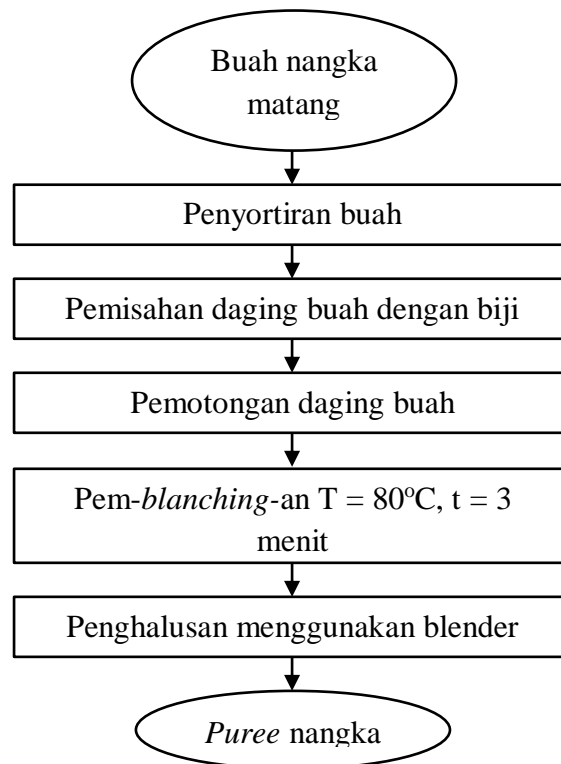 Buah nangka
matang
Penyortiran buah
Pemisahan daging buah dengan biji
Pemotongan daging buah
Pem-blanching-an T = 80°C, t = 3
menit
Penghalusan menggunakan blender
Puree nangka